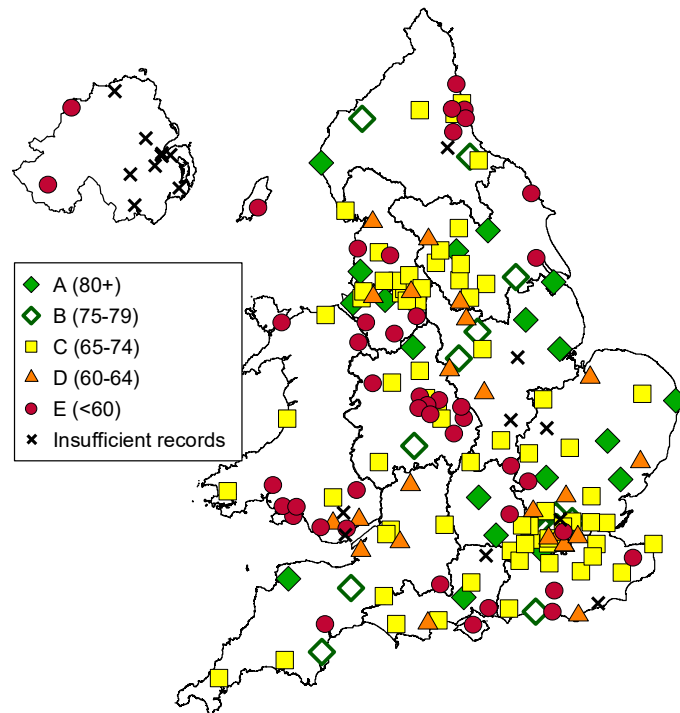 A (80+)
B (75-79)
C (65-74)
D (60-64)
E (<60)
Insufficient records